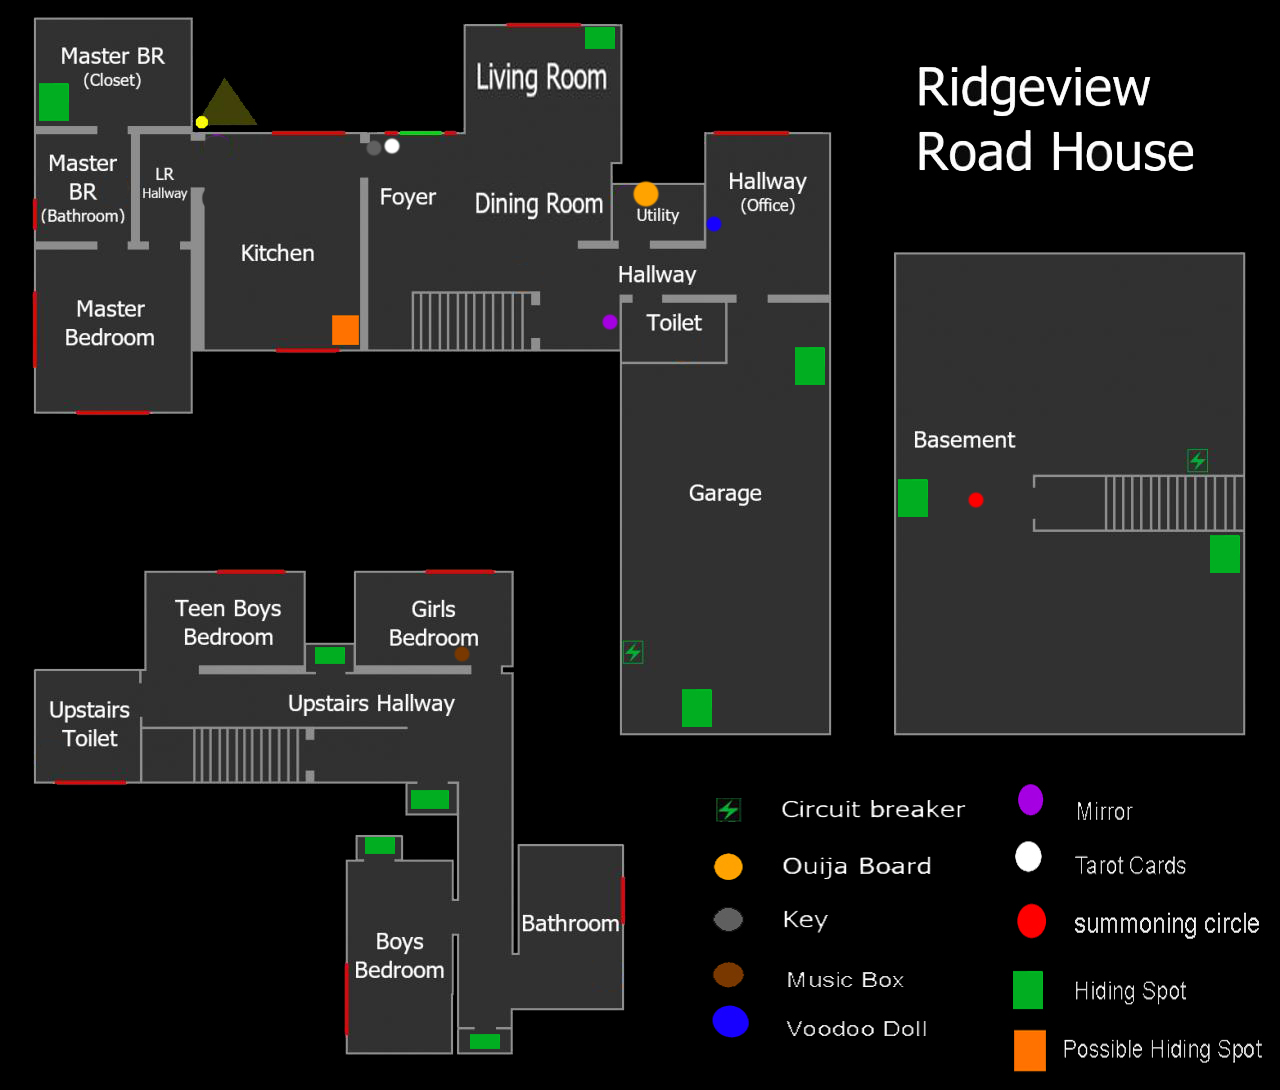 Ridgeview
Road House
Master BR
(Closet)
Living Room
Master
BR
(Bathroom)
LR
Hallway
Foyer
Dining Room
Utility
Hallway
(Office)
Kitchen
Hallway
Master
Bedroom
Toilet
Garage
Basement
Teen Boys
Bedroom
Girls
Bedroom
Upstairs
Toilet
Upstairs Hallway
Boys
Bedroom
Bathroom
Circuit breaker
Ouija Board
Key
Music Box
Voodoo Doll
Mirror
Tarot Cards
summoning circle
Hiding Spot
Possible Hiding Spot